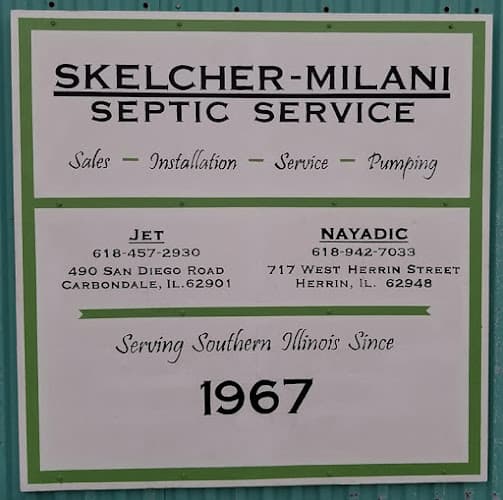 SKELCHER-MILANI
SEPTIC SERVICE
Sales – Installation – Service – Pumping
JET
618-457-2930
490 SAN DIEGO ROAD
CARBONDALE, IL.62901
NAYADIC
618-942-7033
717 WEST HERRIN STREET
HERRIN, IL. 62948
Serving Southern Illinois Since
1967